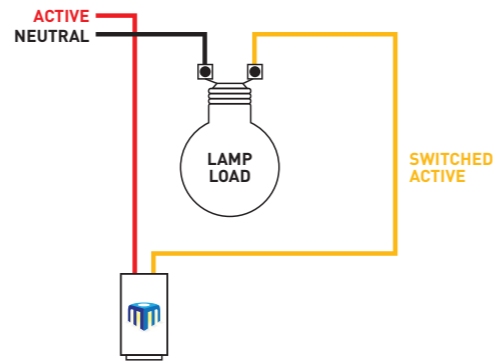 ACTIVE
NEUTRAL
LAMP
LOAD
SWITCHED
ACTIVE